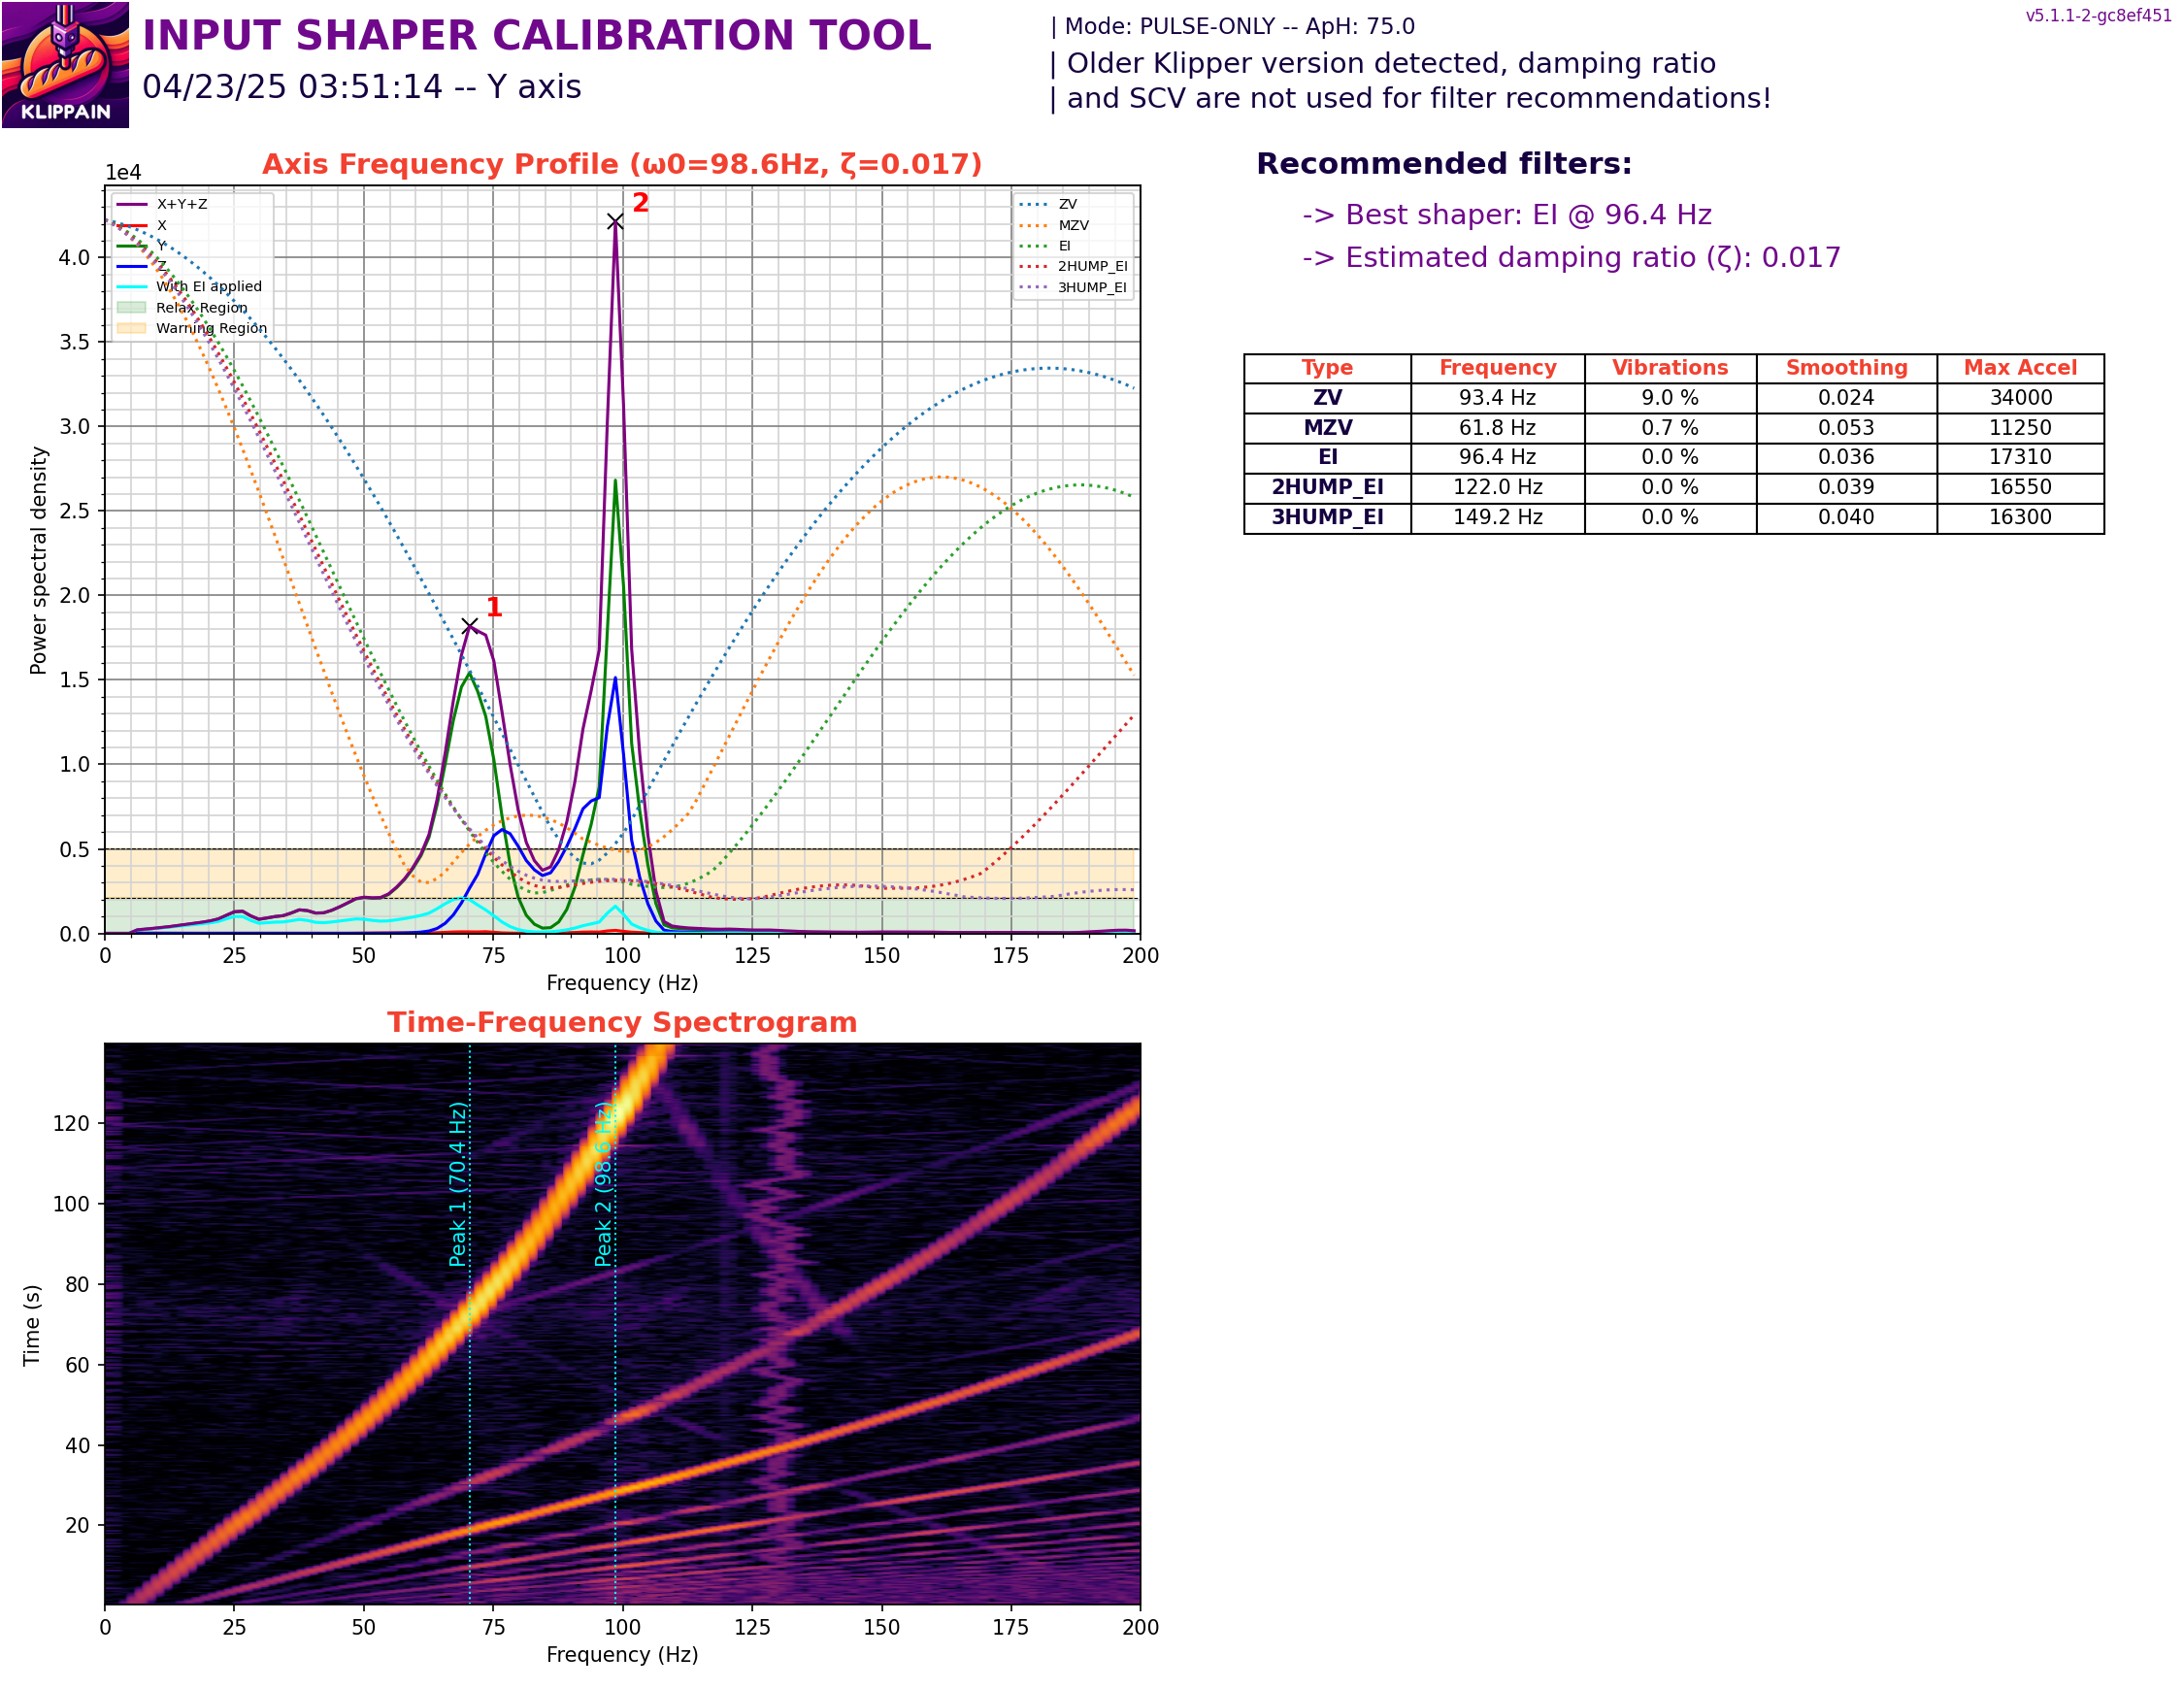 KLIPPAIN
INPUT SHAPER CALIBRATION TOOL
04/23/25 03:51:14 -- Y axis
| Mode: PULSE-ONLY -- ApH: 75.0
| Older Klipper version detected, damping ratio
| and SCV are not used for filter recommendations!
v5.1.1-2-gc8ef451
Axis Frequency Profile (ω0=98.6Hz, ζ=0.017)
1e4
X+Y+Z
X
Y
Z
With EI applied
Relax Region
Warning Region
ZV
MZV
EI
2HUMP_EI
3HUMP_EI
1
2
4.0
3.5
3.0
2.5
2.0
1.5
1.0
0.5
0.0
Power spectral density
0 25 50 75 100 125 150 175 200
Frequency (Hz)
Recommended filters:
-> Best shaper: EI @ 96.4 Hz
-> Estimated damping ratio (ζ): 0.017
Type Frequency Vibrations Smoothing Max Accel
ZV 93.4 Hz 9.0 % 0.024 34000
MZV 61.8 Hz 0.7 % 0.053 11250
EI 96.4 Hz 0.0 % 0.036 17310
2HUMP_EI 122.0 Hz 0.0 % 0.039 16550
3HUMP_EI 149.2 Hz 0.0 % 0.040 16300
Time-Frequency Spectrogram
Peak 1 (70.4 Hz)
Peak 2 (98.6 Hz)
120
100
80
60
40
20
Time (s)
0 25 50 75 100 125 150 175 200
Frequency (Hz)